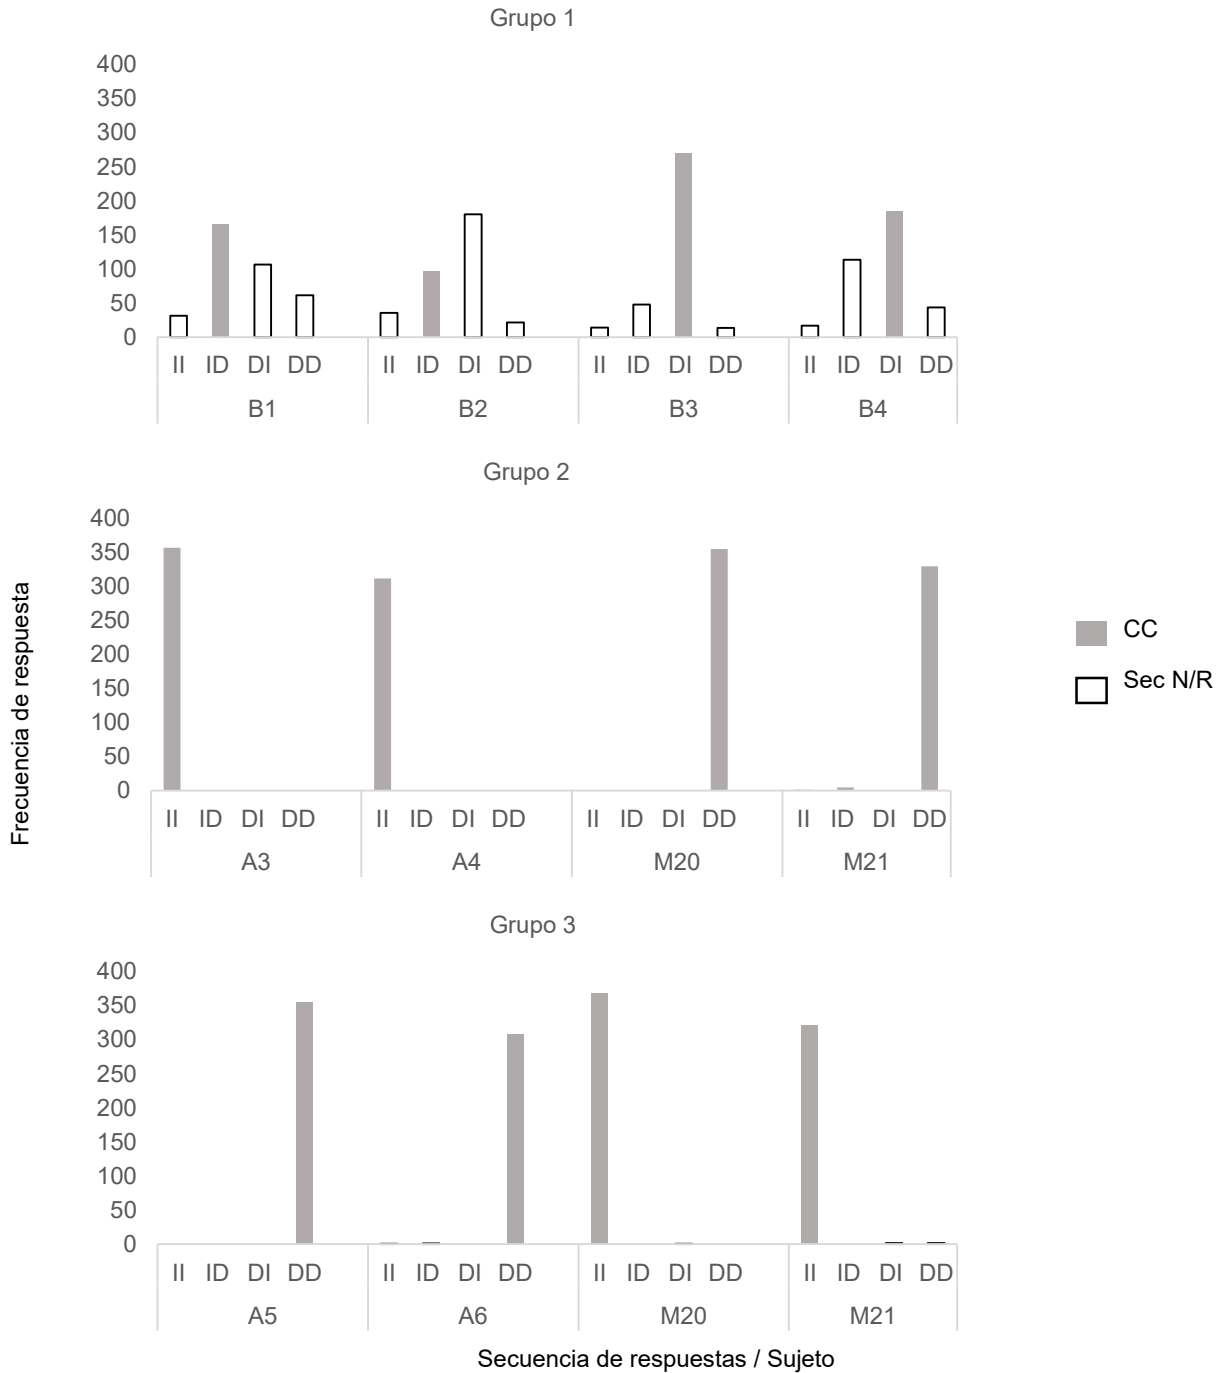 Grupo 1
400
350
300
250
200
150
100
50
0
II ID DI DD II ID DI DD II ID DI DD II ID DI DD
B1 B2 B3 B4
Grupo 2
400
350
300
250
200
150
100
50
0
II ID DI DD II ID DI DD II ID DI DD II ID DI DD
A3 A4 M20 M21
Frecuencia de respuesta
CC
Sec N/R
Grupo 3
400
350
300
250
200
150
100
50
0
II ID DI DD II ID DI DD II ID DI DD II ID DI DD
A5 A6 M20 M21
Secuencia de respuestas / Sujeto